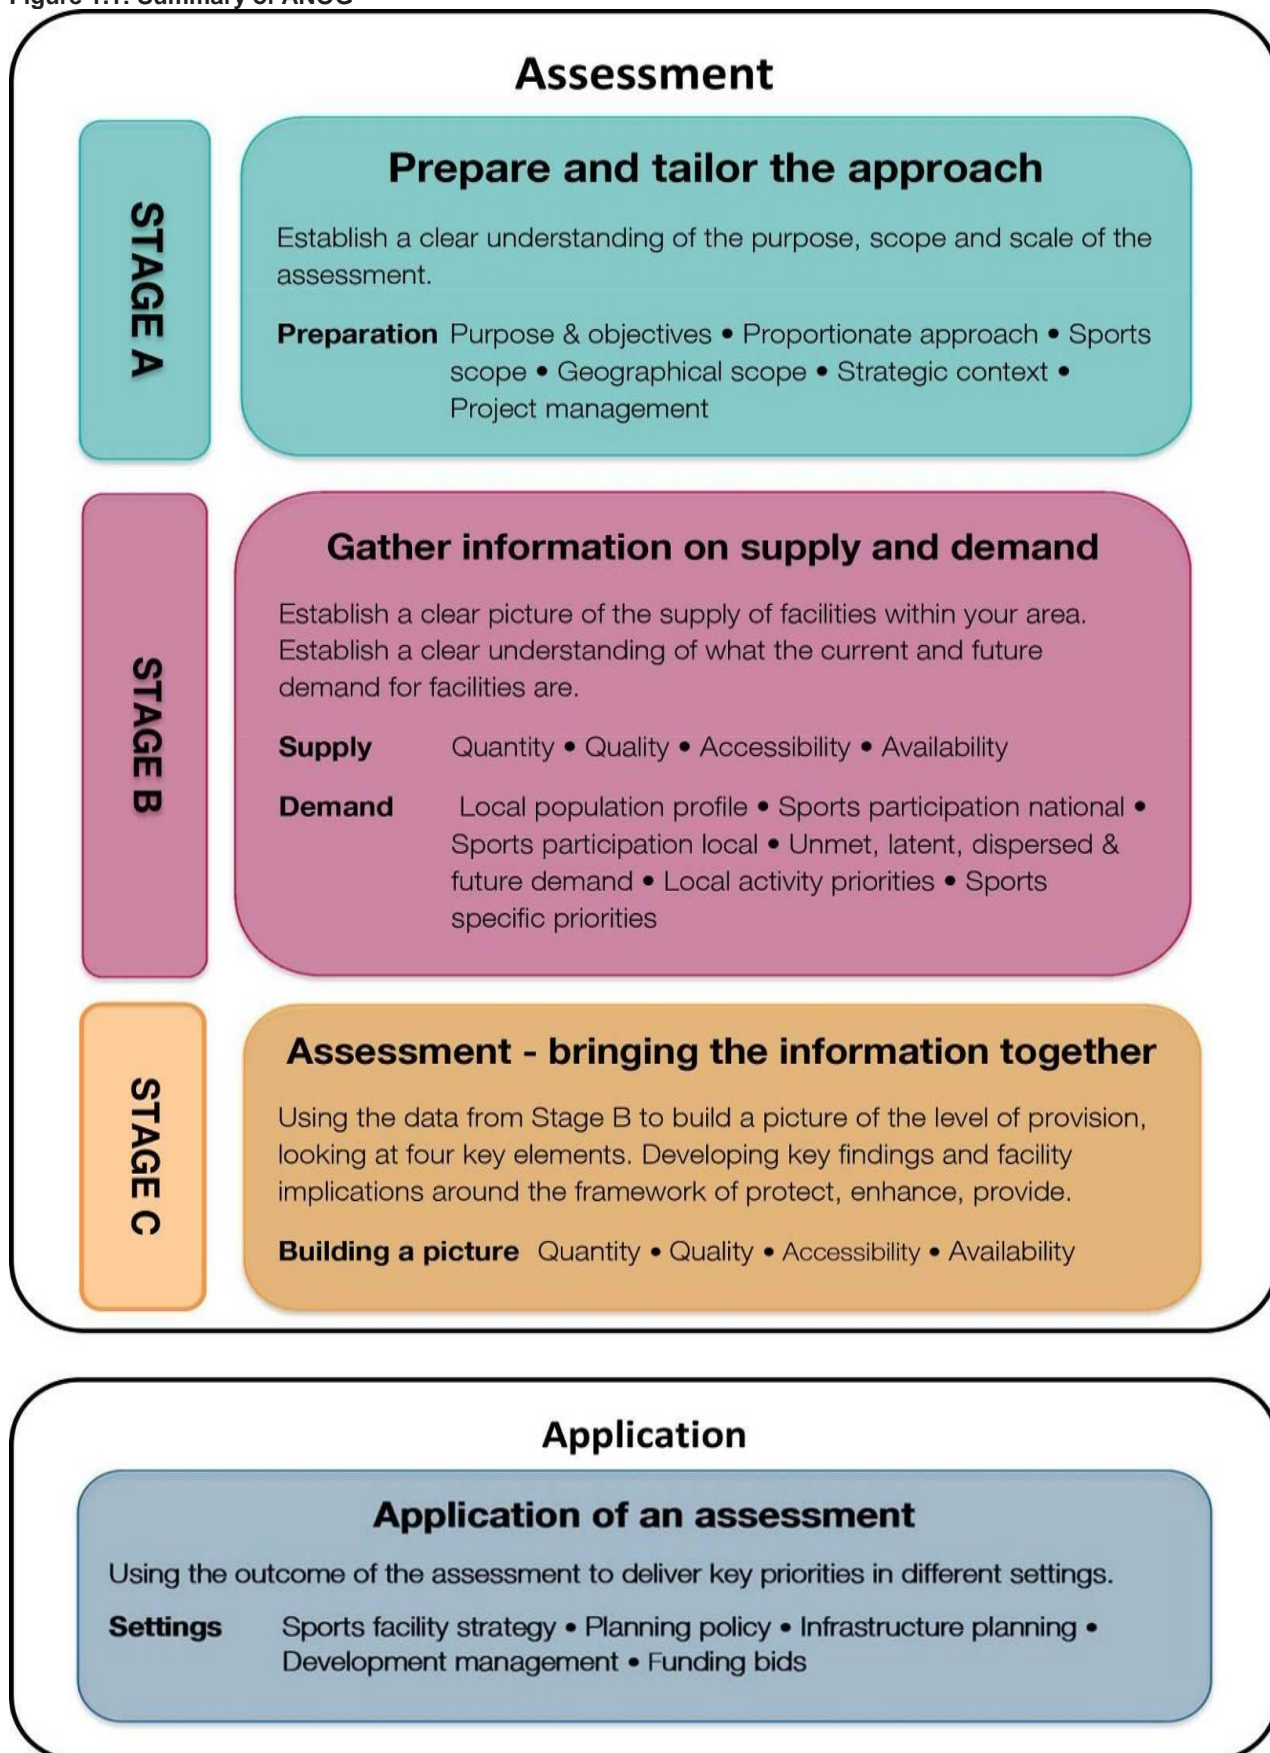 Figure 1.1: Summary of ANOG
Assessment
STAGE A
Prepare and tailor the approach
Establish a clear understanding of the purpose, scope and scale of the
assessment.
Preparation Purpose & objectives • Proportionate approach • Sports
scope • Geographical scope • Strategic context •
Project management
STAGE B
Gather information on supply and demand
Establish a clear picture of the supply of facilities within your area.
Establish a clear understanding of what the current and future
demand for facilities are.
Supply Quantity • Quality • Accessibility • Availability
Demand Local population profile • Sports participation national •
Sports participation local • Unmet, latent, dispersed &
future demand • Local activity priorities • Sports
specific priorities
STAGE C
Assessment - bringing the information together
Using the data from Stage B to build a picture of the level of provision,
looking at four key elements. Developing key findings and facility
implications around the framework of protect, enhance, provide.
Building a picture Quantity • Quality • Accessibility • Availability
Application
Application of an assessment
Using the outcome of the assessment to deliver key priorities in different settings.
Settings Sports facility strategy • Planning policy • Infrastructure planning •
Development management • Funding bids